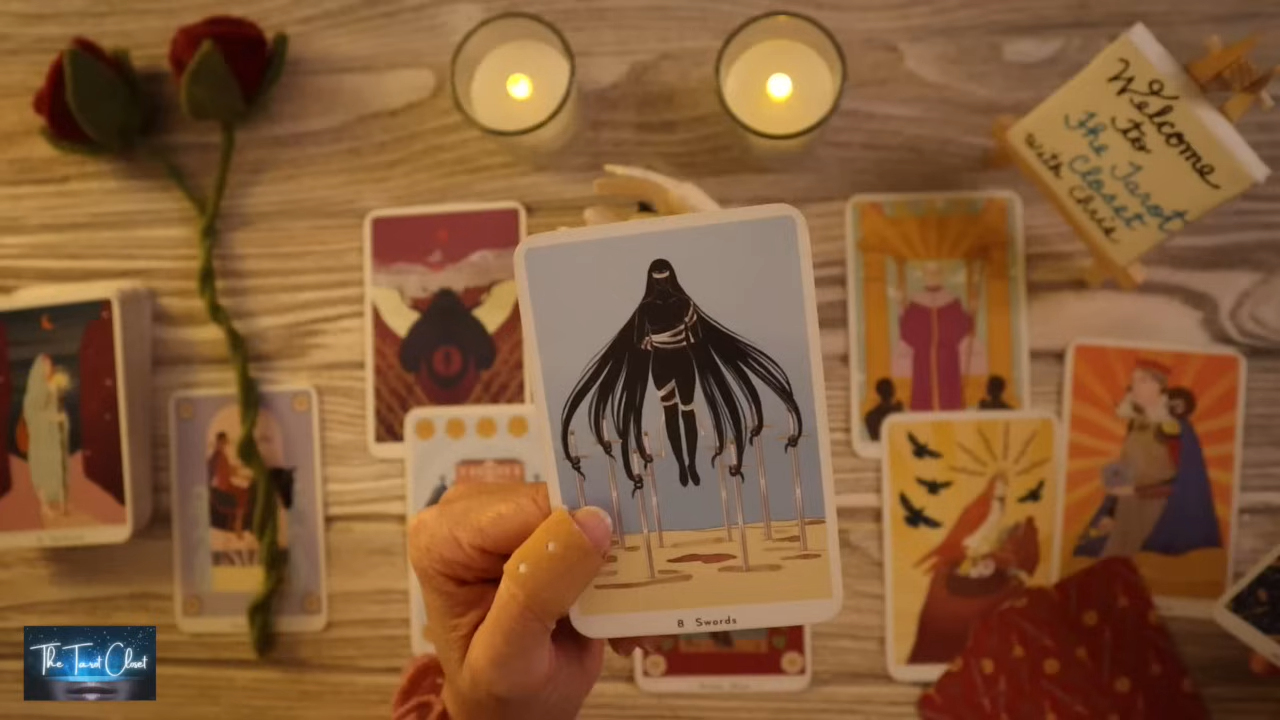 Welcome
to
The Tarot
Closet
with Chris
8 Swords
The Tarot Closet